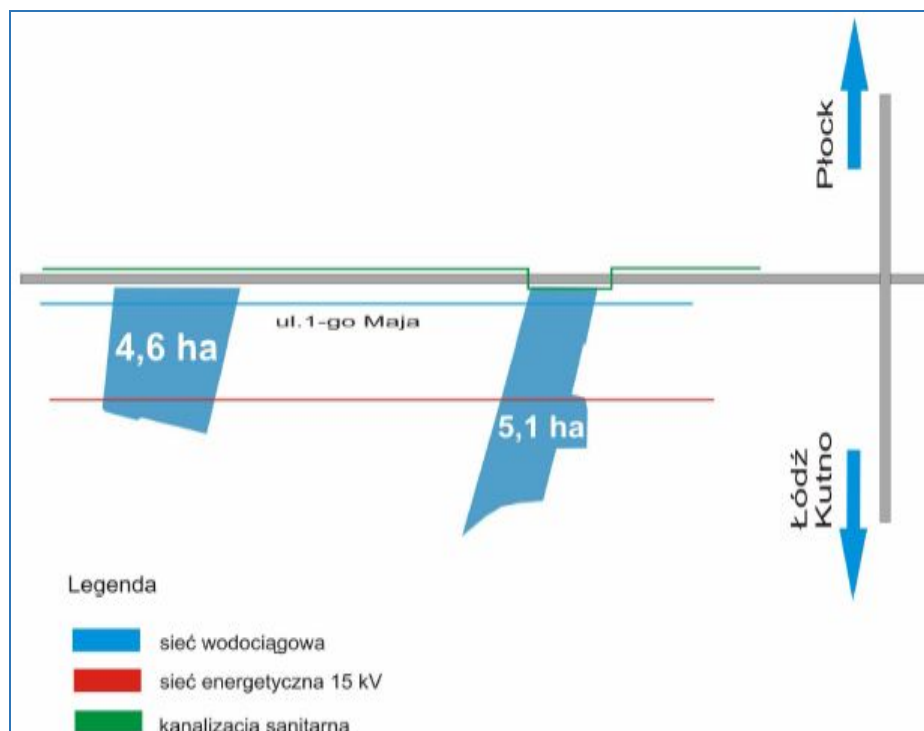 Płock
ul.1-go Maja
4,6 ha
5,1 ha
Łódź
Kutno
Legenda
sieć wodociągowa
sieć energetyczna 15 kV
kanalizacja sanitarna